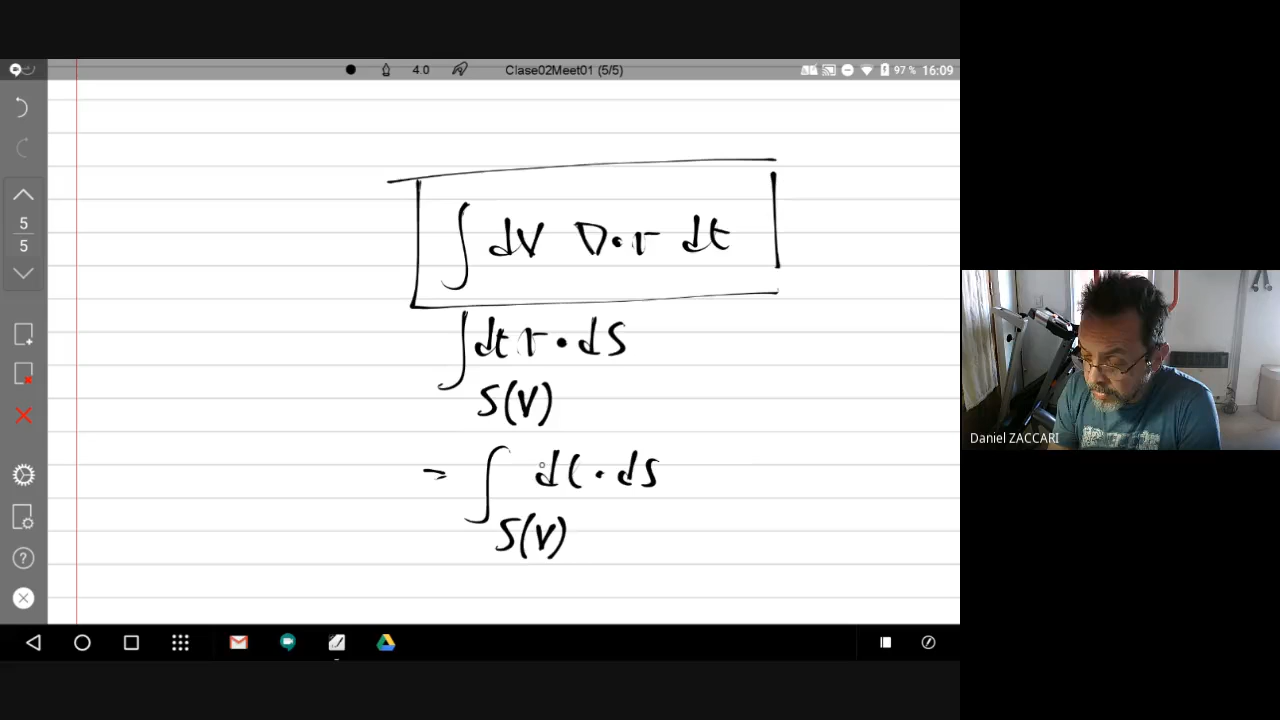 4.0 Clase02Meet01 (5/5) 97 % 16:09
5
5
∫ dV ∇·r dt
∫ dt r · dS
S(V)
= ∫ dl · dS
S(V)
Daniel ZACCARI